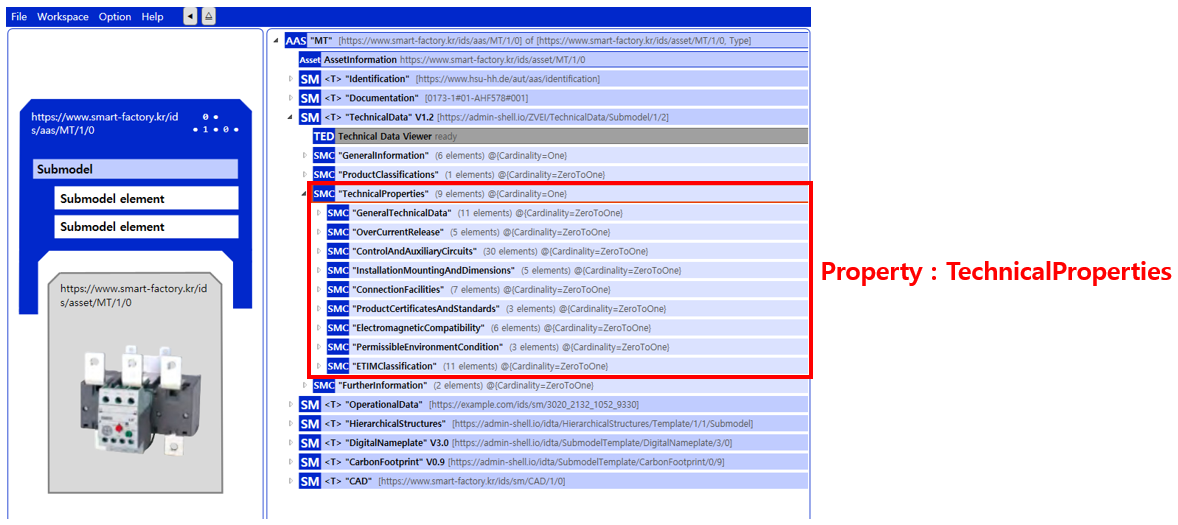 File Workspace Option Help
https://www.smart-factory.kr/id
s/aas/MT/1/0
0
1 0
Submodel
Submodel element
Submodel element
https://www.smart-factory.kr/id
s/asset/MT/1/0
AAS "MT" [https://www.smart-factory.kr/ids/aas/MT/1/0] of [https://www.smart-factory.kr/ids/asset/MT/1/0, Type]
Asset AssetInformation https://www.smart-factory.kr/ids/asset/MT/1/0
SM <T> "Identification" [https://www.hsu-hh.de/aut/aas/identification]
SM <T> "Documentation" [0173-1#01-AHF578#001]
SM <T> "TechnicalData" V1.2 [https://admin-shell.io/ZVEI/TechnicalData/Submodel/1/2]
TED Technical Data Viewer ready
SMC "GeneralInformation" (6 elements) @{Cardinality=One}
SMC "ProductClassifications" (1 elements) @{Cardinality=ZeroToOne}
SMC "TechnicalProperties" (9 elements) @{Cardinality=One}
SMC "GeneralTechnicalData" (11 elements) @{Cardinality=ZeroToOne}
SMC "OverCurrentRelease" (5 elements) @{Cardinality=ZeroToOne}
SMC "ControlAndAuxiliaryCircuits" (30 elements) @{Cardinality=ZeroToOne}
SMC "InstallationMountingAndDimensions" (5 elements) @{Cardinality=ZeroToOne}
SMC "ConnectionFacilities" (7 elements) @{Cardinality=ZeroToOne}
SMC "ProductCertificatesAndStandards" (3 elements) @{Cardinality=ZeroToOne}
SMC "ElectromagneticCompatibility" (6 elements) @{Cardinality=ZeroToOne}
SMC "PermissibleEnvironmentCondition" (3 elements) @{Cardinality=ZeroToOne}
SMC "ETIMClassification" (11 elements) @{Cardinality=ZeroToOne}
SMC "FurtherInformation" (2 elements) @{Cardinality=ZeroToOne}
SM <T> "OperationalData" [https://example.com/ids/sm/3020_2132_1052_9330]
SM <T> "HierarchicalStructures" [https://admin-shell.io/idta/HierarchicalStructures/Template/1/1/Submodel]
SM <T> "DigitalNameplate" V3.0 [https://admin-shell.io/idta/SubmodelTemplate/DigitalNameplate/3/0]
SM <T> "CarbonFootprint" V0.9 [https://admin-shell.io/idta/SubmodelTemplate/CarbonFootprint/0/9]
SM <T> "CAD" [https://www.smart-factory.kr/ids/sm/CAD/1/0]
Property : TechnicalProperties